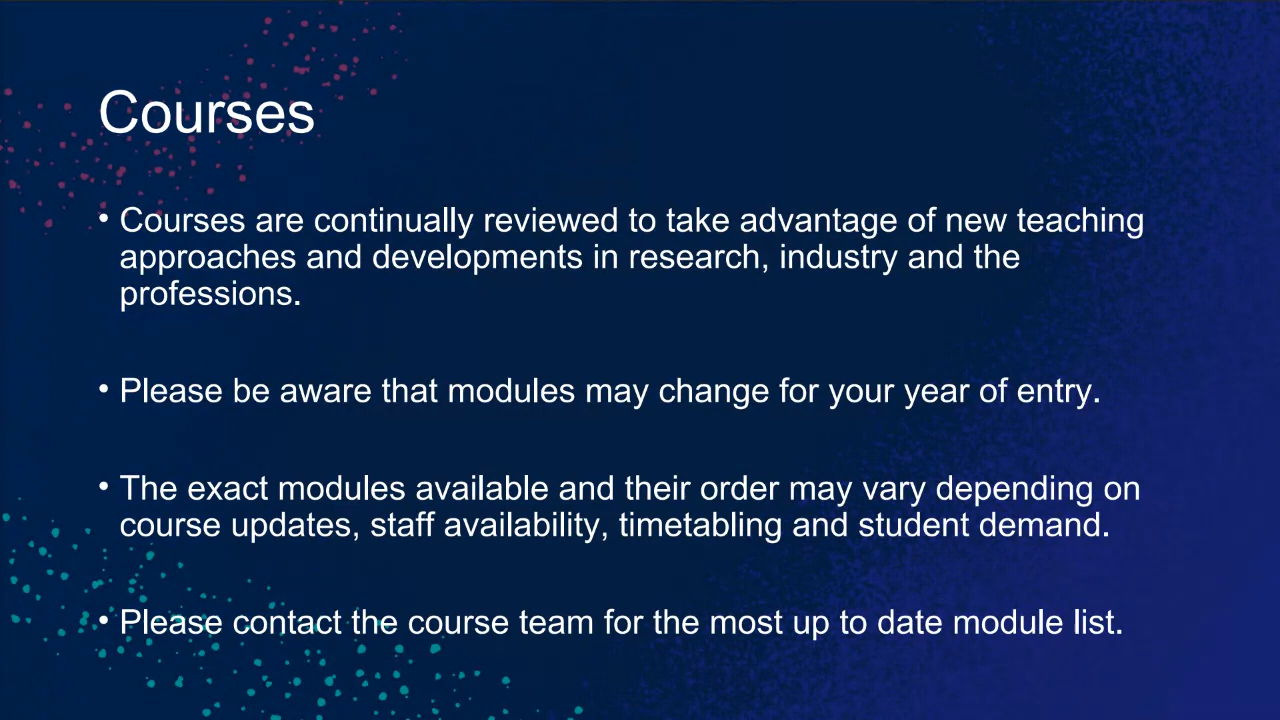 Courses
• Courses are continually reviewed to take advantage of new teaching
approaches and developments in research, industry and the
professions.
• Please be aware that modules may change for your year of entry.
• The exact modules available and their order may vary depending on
course updates, staff availability, timetabling and student demand.
• Please contact the course team for the most up to date module list.